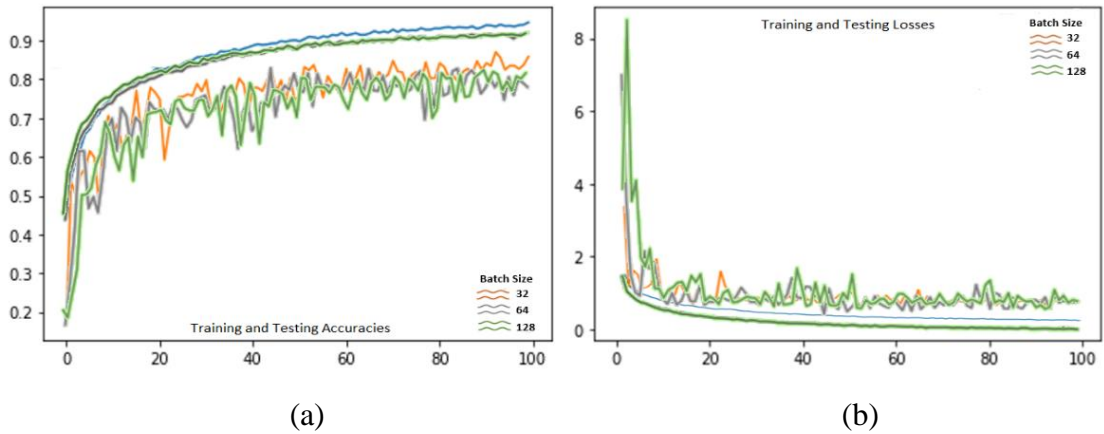 0.9
0.8
0.7
0.6
0.5
0.4
0.3
0.2
0 20 40 60 80 100
Batch Size
32
64
128
Training and Testing Accuracies
(a)
8
6
4
2
0
0 20 40 60 80 100
Training and Testing Losses
Batch Size
32
64
128
(b)